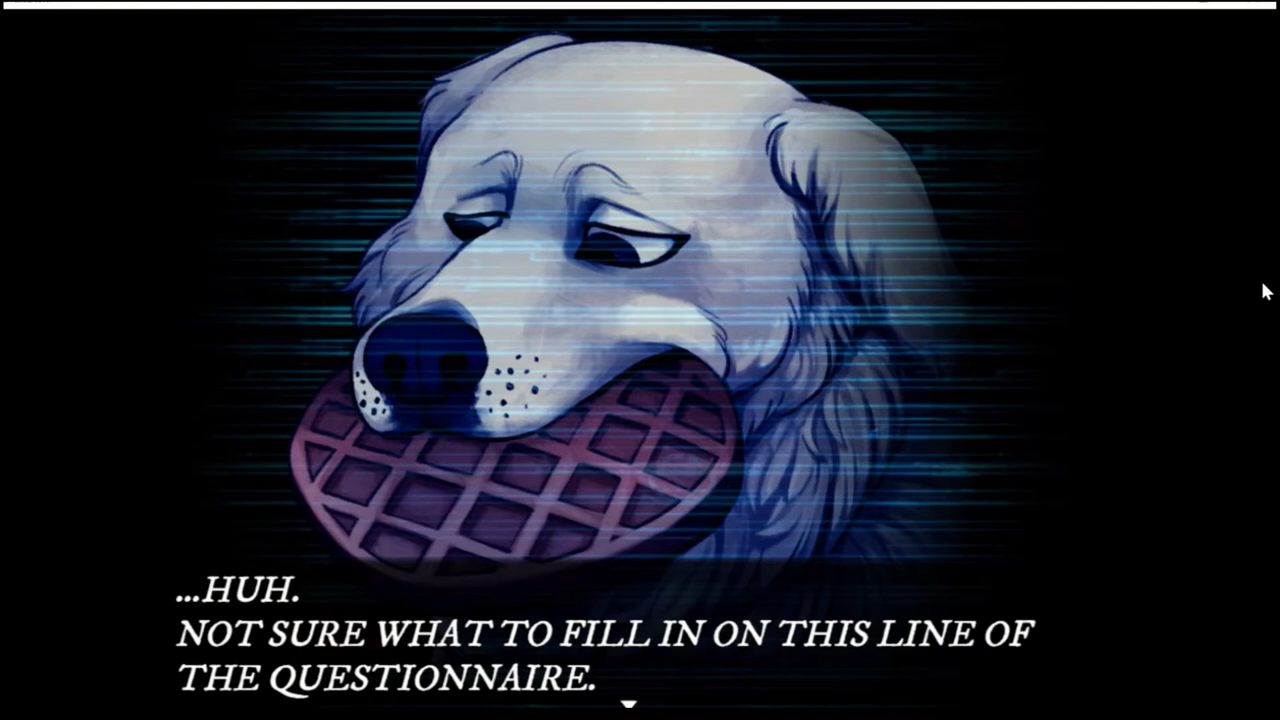 ...HUH.
NOT SURE WHAT TO FILL IN ON THIS LINE OF
THE QUESTIONNAIRE.